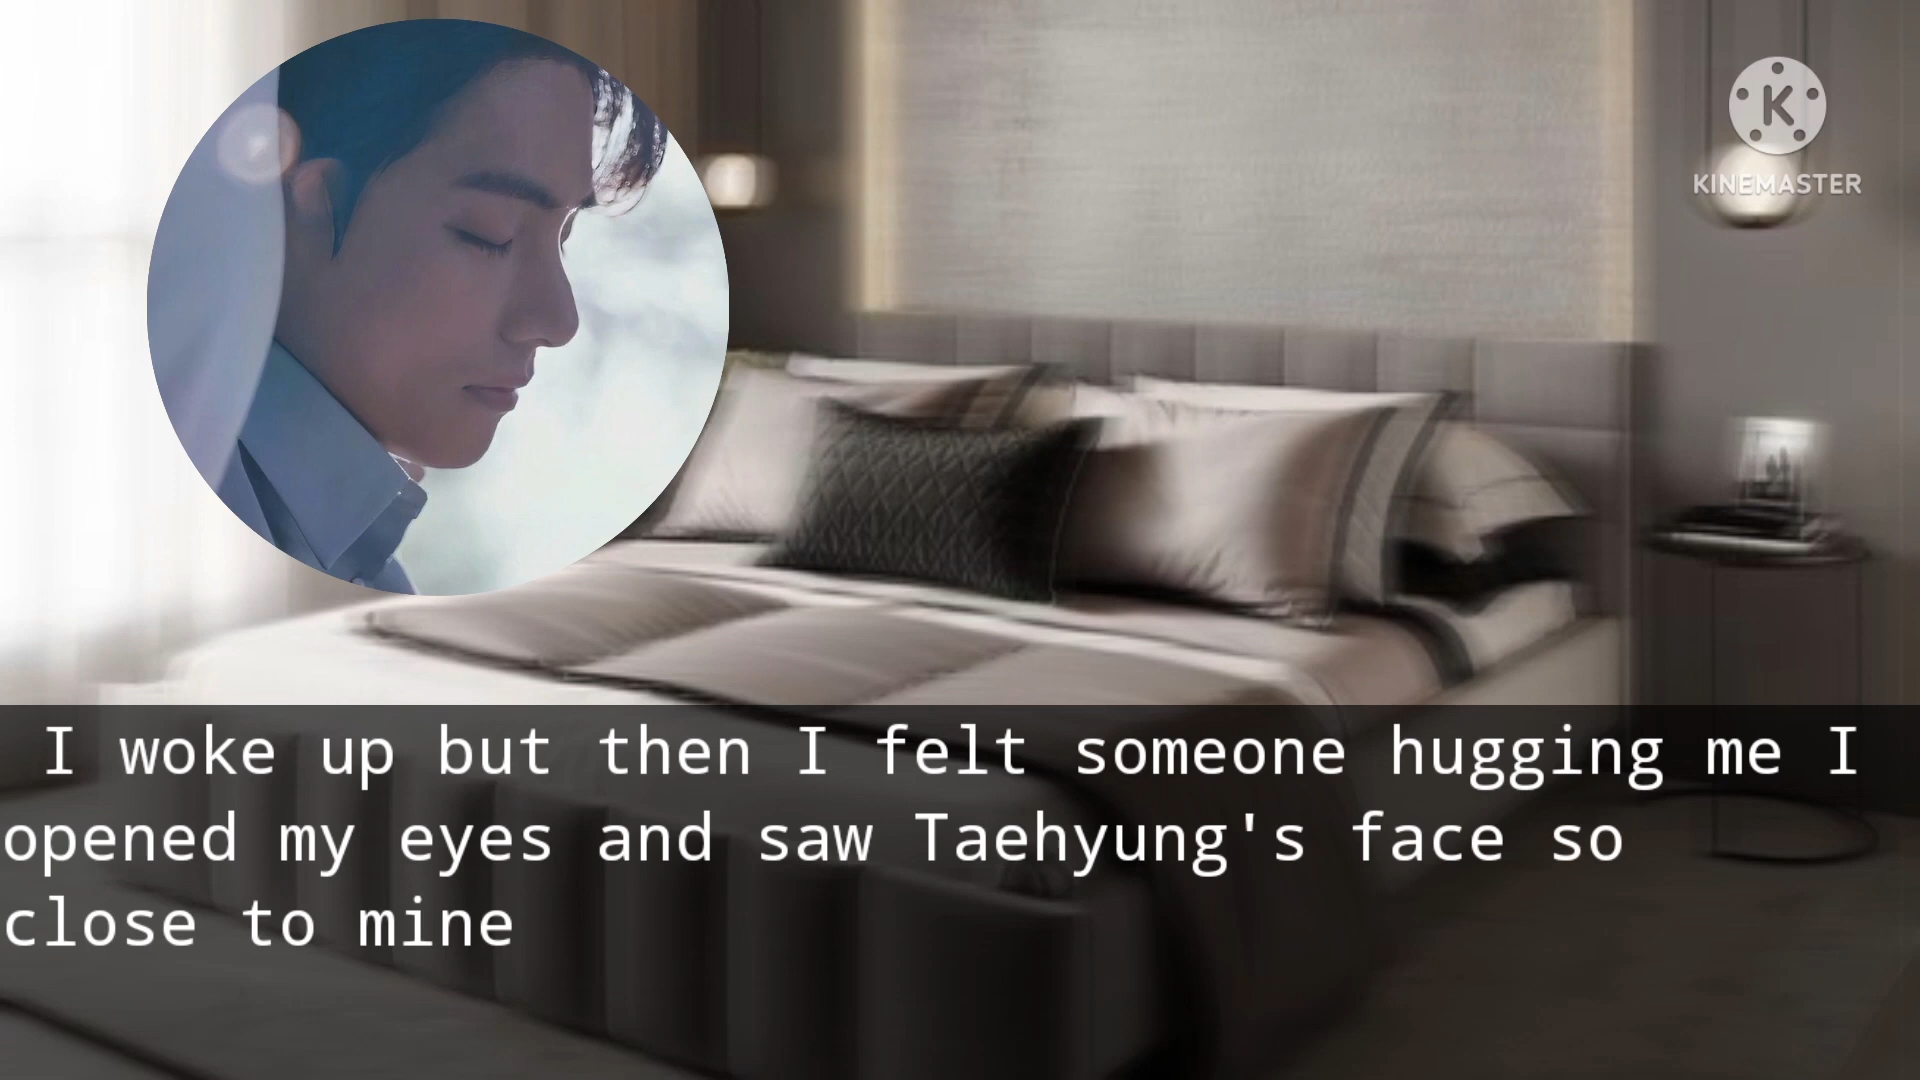 KINEMASTER
I woke up but then I felt someone hugging me I
opened my eyes and saw Taehyung's face so
close to mine